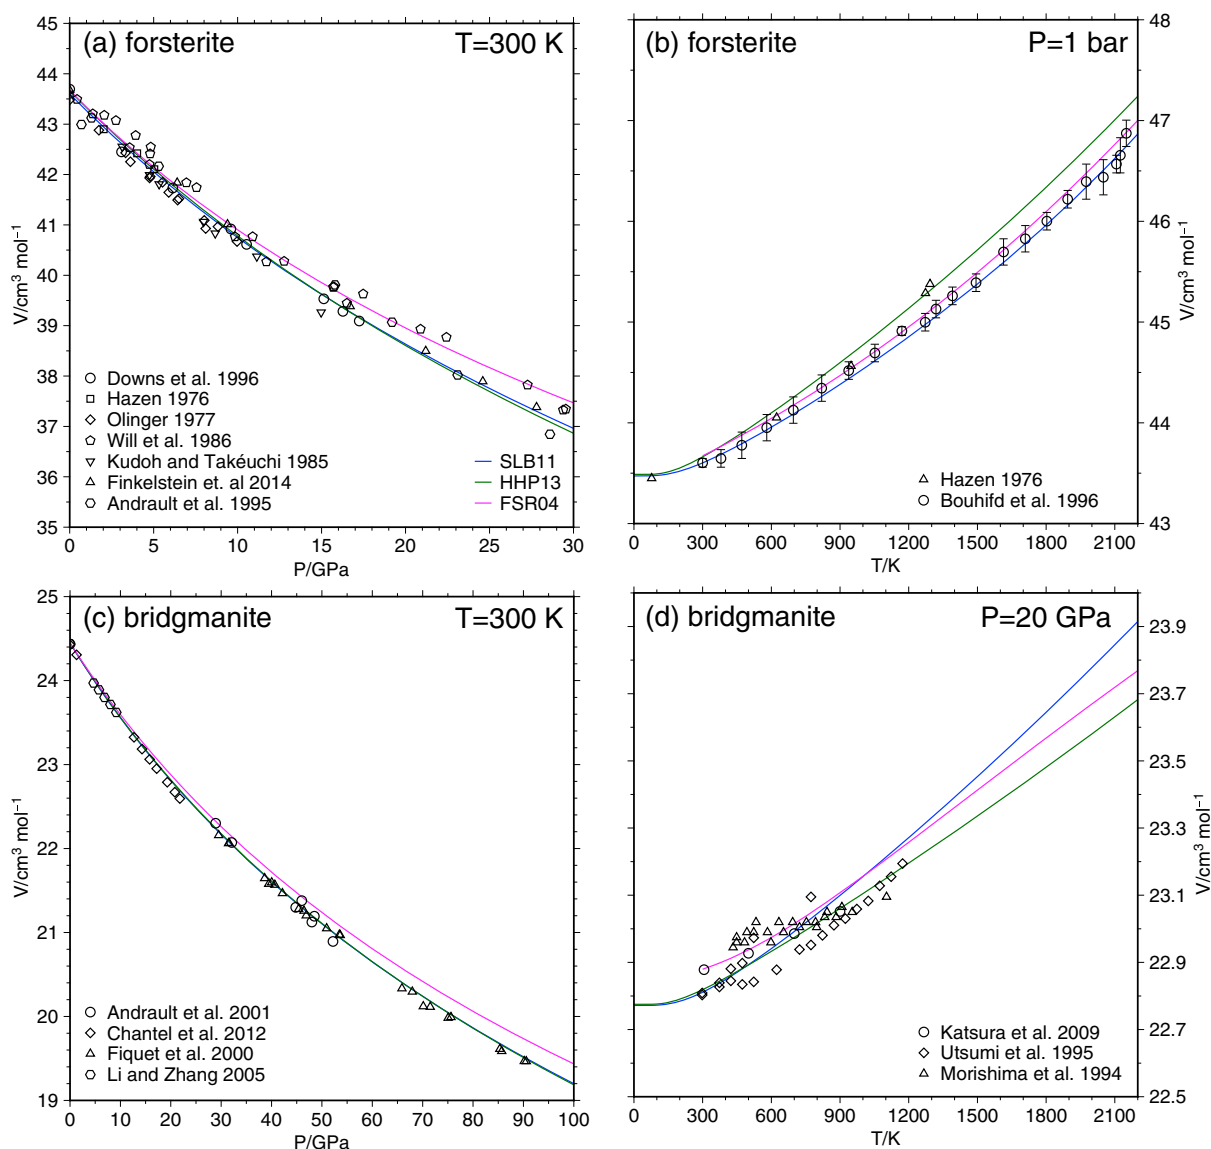 (a) forsterite
T=300 K
45
44
43
42
41
40
39
38
37
36
35
V/cm³ mol⁻¹
Downs et al. 1996
Hazen 1976
Olinger 1977
Will et al. 1986
Kudoh and Takéuchi 1985
Finkelstein et. al 2014
Andrault et al. 1995
SLB11
HHP13
FSR04
0 5 10 15 20 25 30
P/GPa
(b) forsterite
P=1 bar
48
47
46
45
44
43
V/cm³ mol⁻¹
Hazen 1976
Bouhifd et al. 1996
0 300 600 900 1200 1500 1800 2100
T/K
(c) bridgmanite
T=300 K
25
24
23
22
21
20
19
V/cm³ mol⁻¹
Andrault et al. 2001
Chantel et al. 2012
Fiquet et al. 2000
Li and Zhang 2005
0 10 20 30 40 50 60 70 80 90 100
P/GPa
(d) bridgmanite
P=20 GPa
23.9
23.7
23.5
23.3
23.1
22.9
22.7
22.5
V/cm³ mol⁻¹
Katsura et al. 2009
Utsumi et al. 1995
Morishima et al. 1994
0 300 600 900 1200 1500 1800 2100
T/K